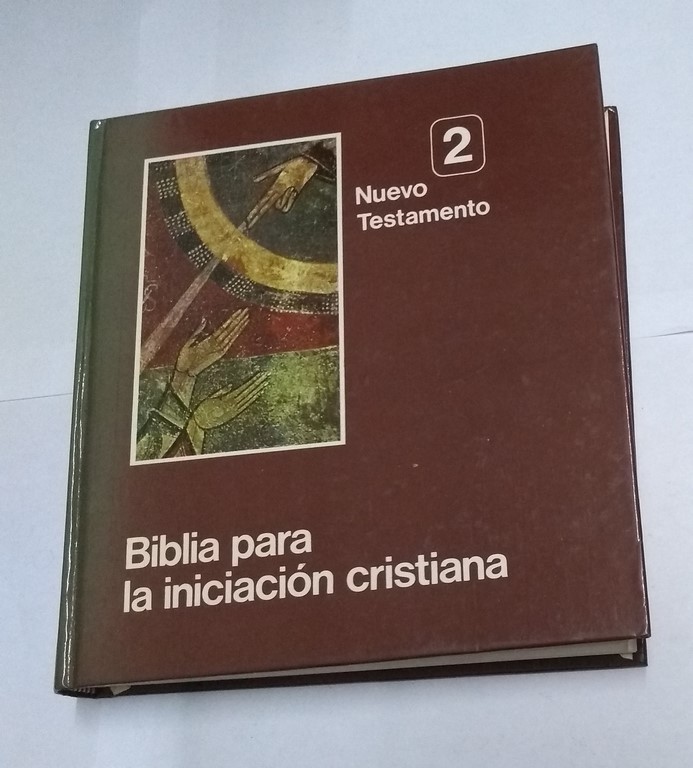 2
Nuevo
Testamento
Biblia para
la iniciación cristiana